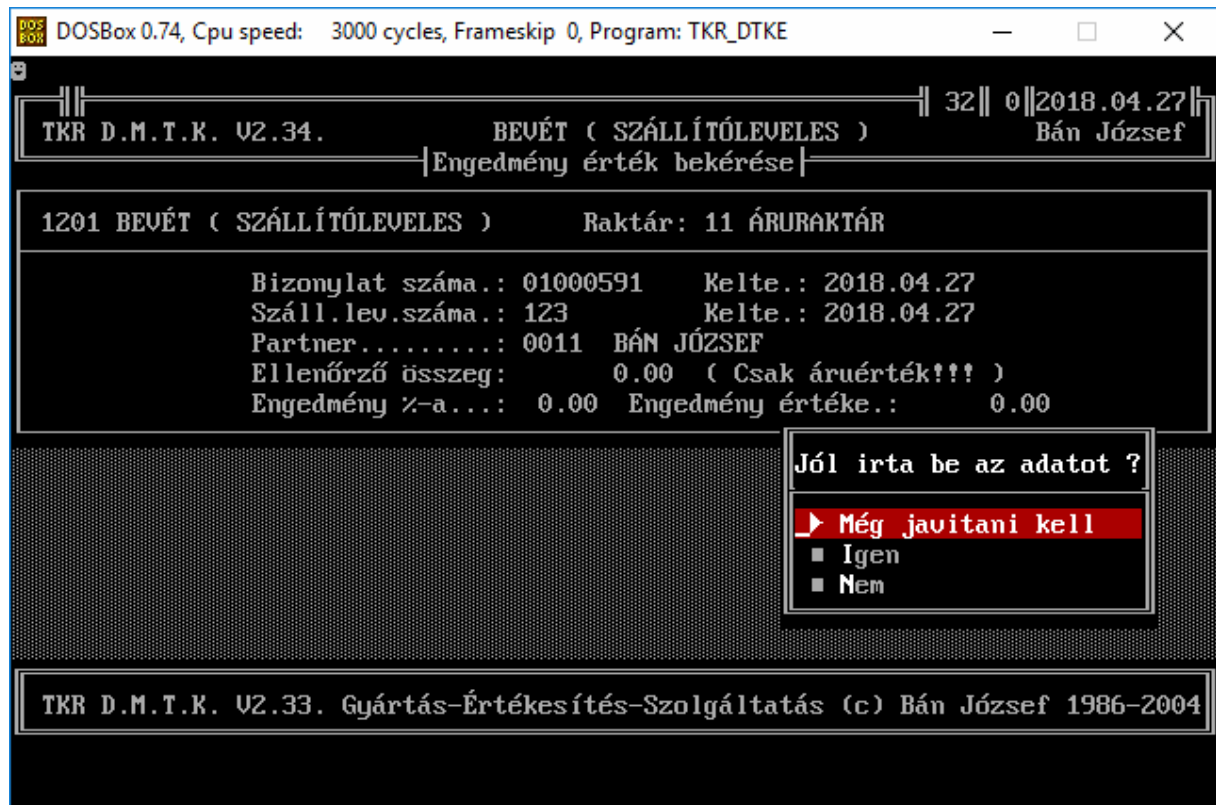 DOSBox 0.74, Cpu speed: 3000 cycles, Frameskip 0, Program: TKR_DTKE
32 0 2018.04.27
TKR D.M.T.K. V2.34. BEVÉT ( SZÁLLÍTÓLEVELES ) Bán József
Engedmény érték bekérése
1201 BEVÉT ( SZÁLLÍTÓLEVELES ) Raktár: 11 ÁRURAKTÁR
Bizonylat száma.: 01000591 Kelte.: 2018.04.27
Száll.lev.száma.: 123 Kelte.: 2018.04.27
Partner.........: 0011 BÁN JÓZSEF
Ellenőrző összeg: 0.00 ( Csak áruérték!!! )
Engedmény %-a...: 0.00 Engedmény értéke.: 0.00
Jól irta be az adatot ?
Még javitani kell
Igen
Nem
TKR D.M.T.K. V2.33. Gyártás-Értékesítés-Szolgáltatás (c) Bán József 1986-2004